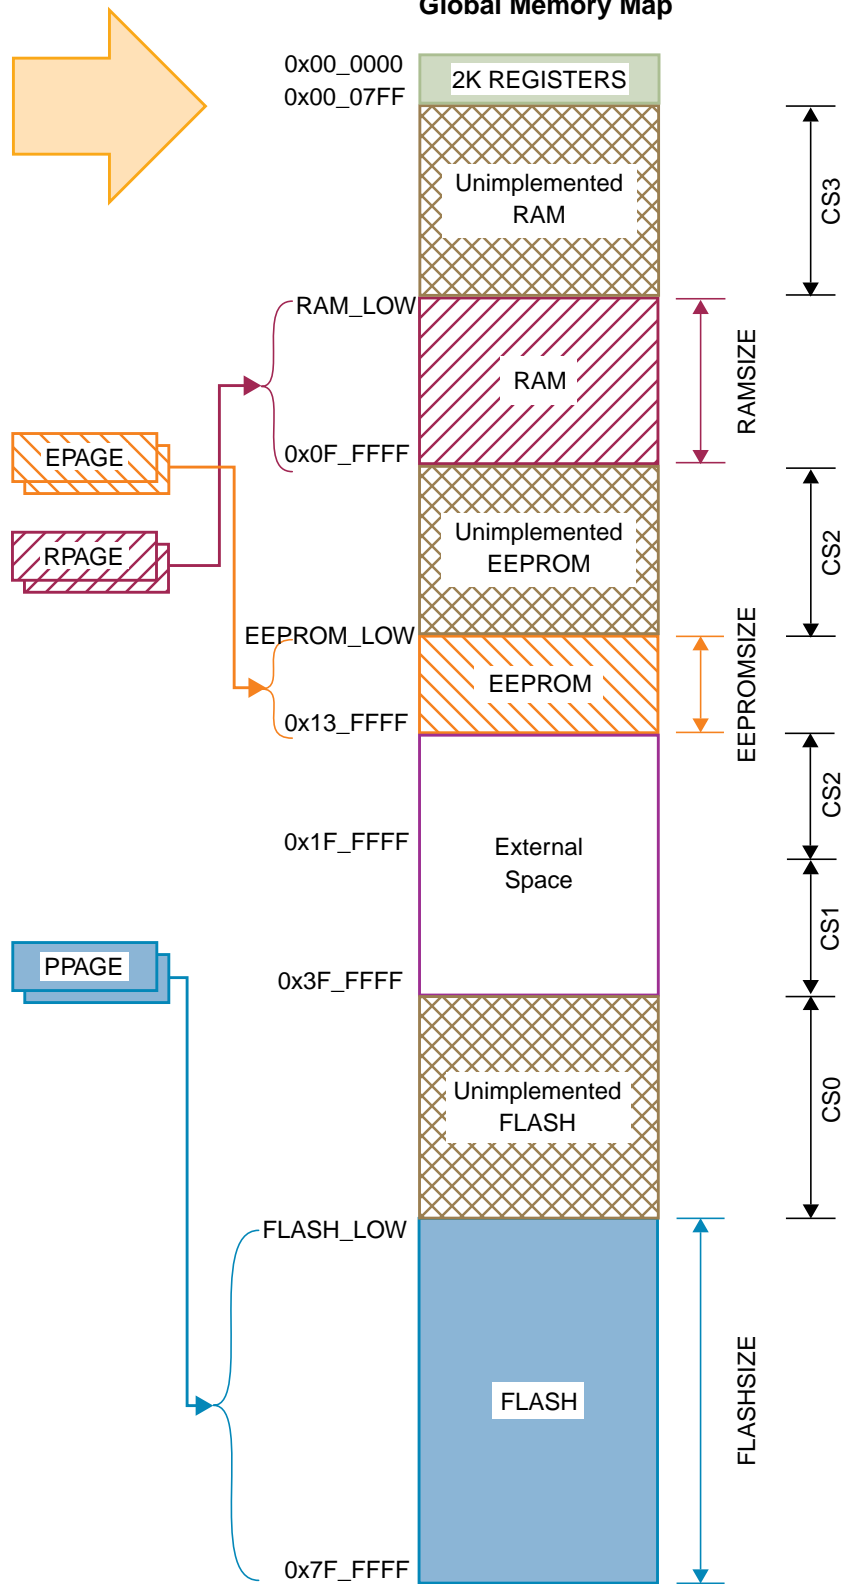 Global Memory Map
0x00_0000
2K REGISTERS
0x00_07FF
Unimplemented
RAM
CS3
RAM_LOW
RAM
RAMSIZE
0x0F_FFFF
EPAGE
RPAGE
Unimplemented
EEPROM
CS2
EEPROM_LOW
EEPROM
EEPROMSIZE
0x13_FFFF
CS2
0x1F_FFFF
External
Space
CS1
PPAGE
0x3F_FFFF
Unimplemented
FLASH
CS0
FLASH_LOW
FLASH
FLASHSIZE
0x7F_FFFF